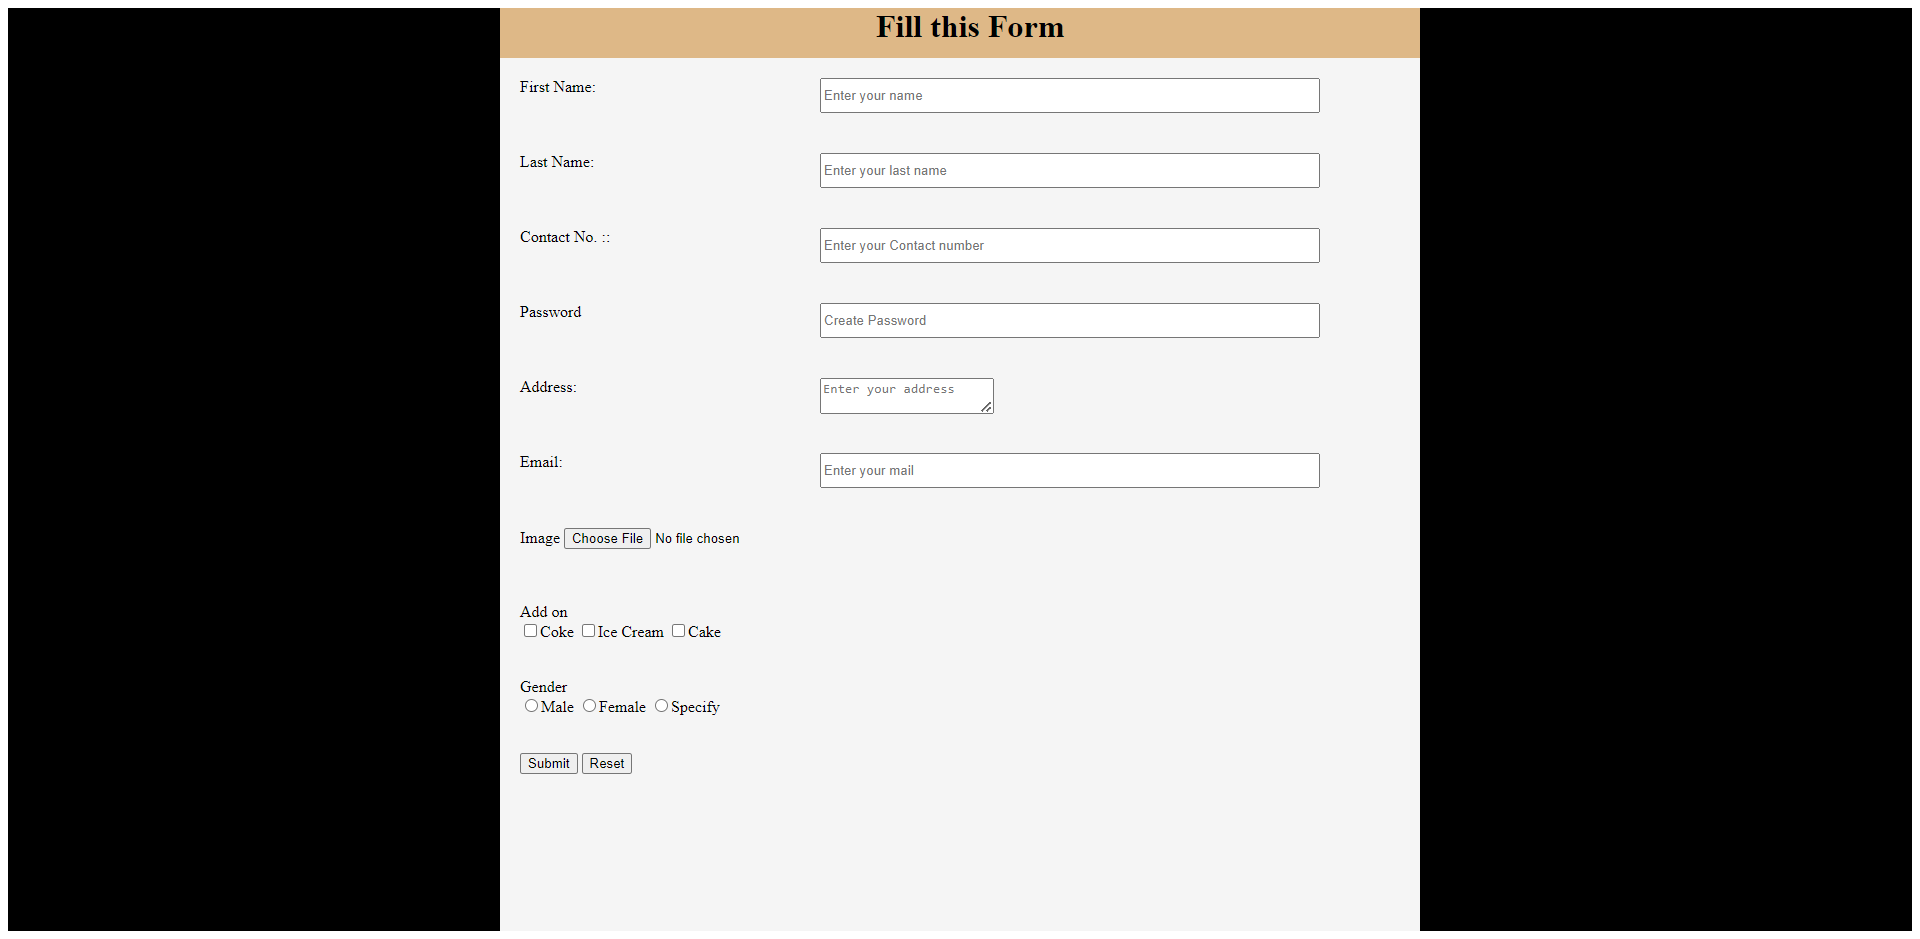 Fill this Form
First Name: Enter your name
Last Name: Enter your last name
Contact No. :: Enter your Contact number
Password Create Password
Address: Enter your address
Email: Enter your mail
Image Choose File No file chosen
Add on
Coke Ice Cream Cake
Gender
Male Female Specify
Submit Reset